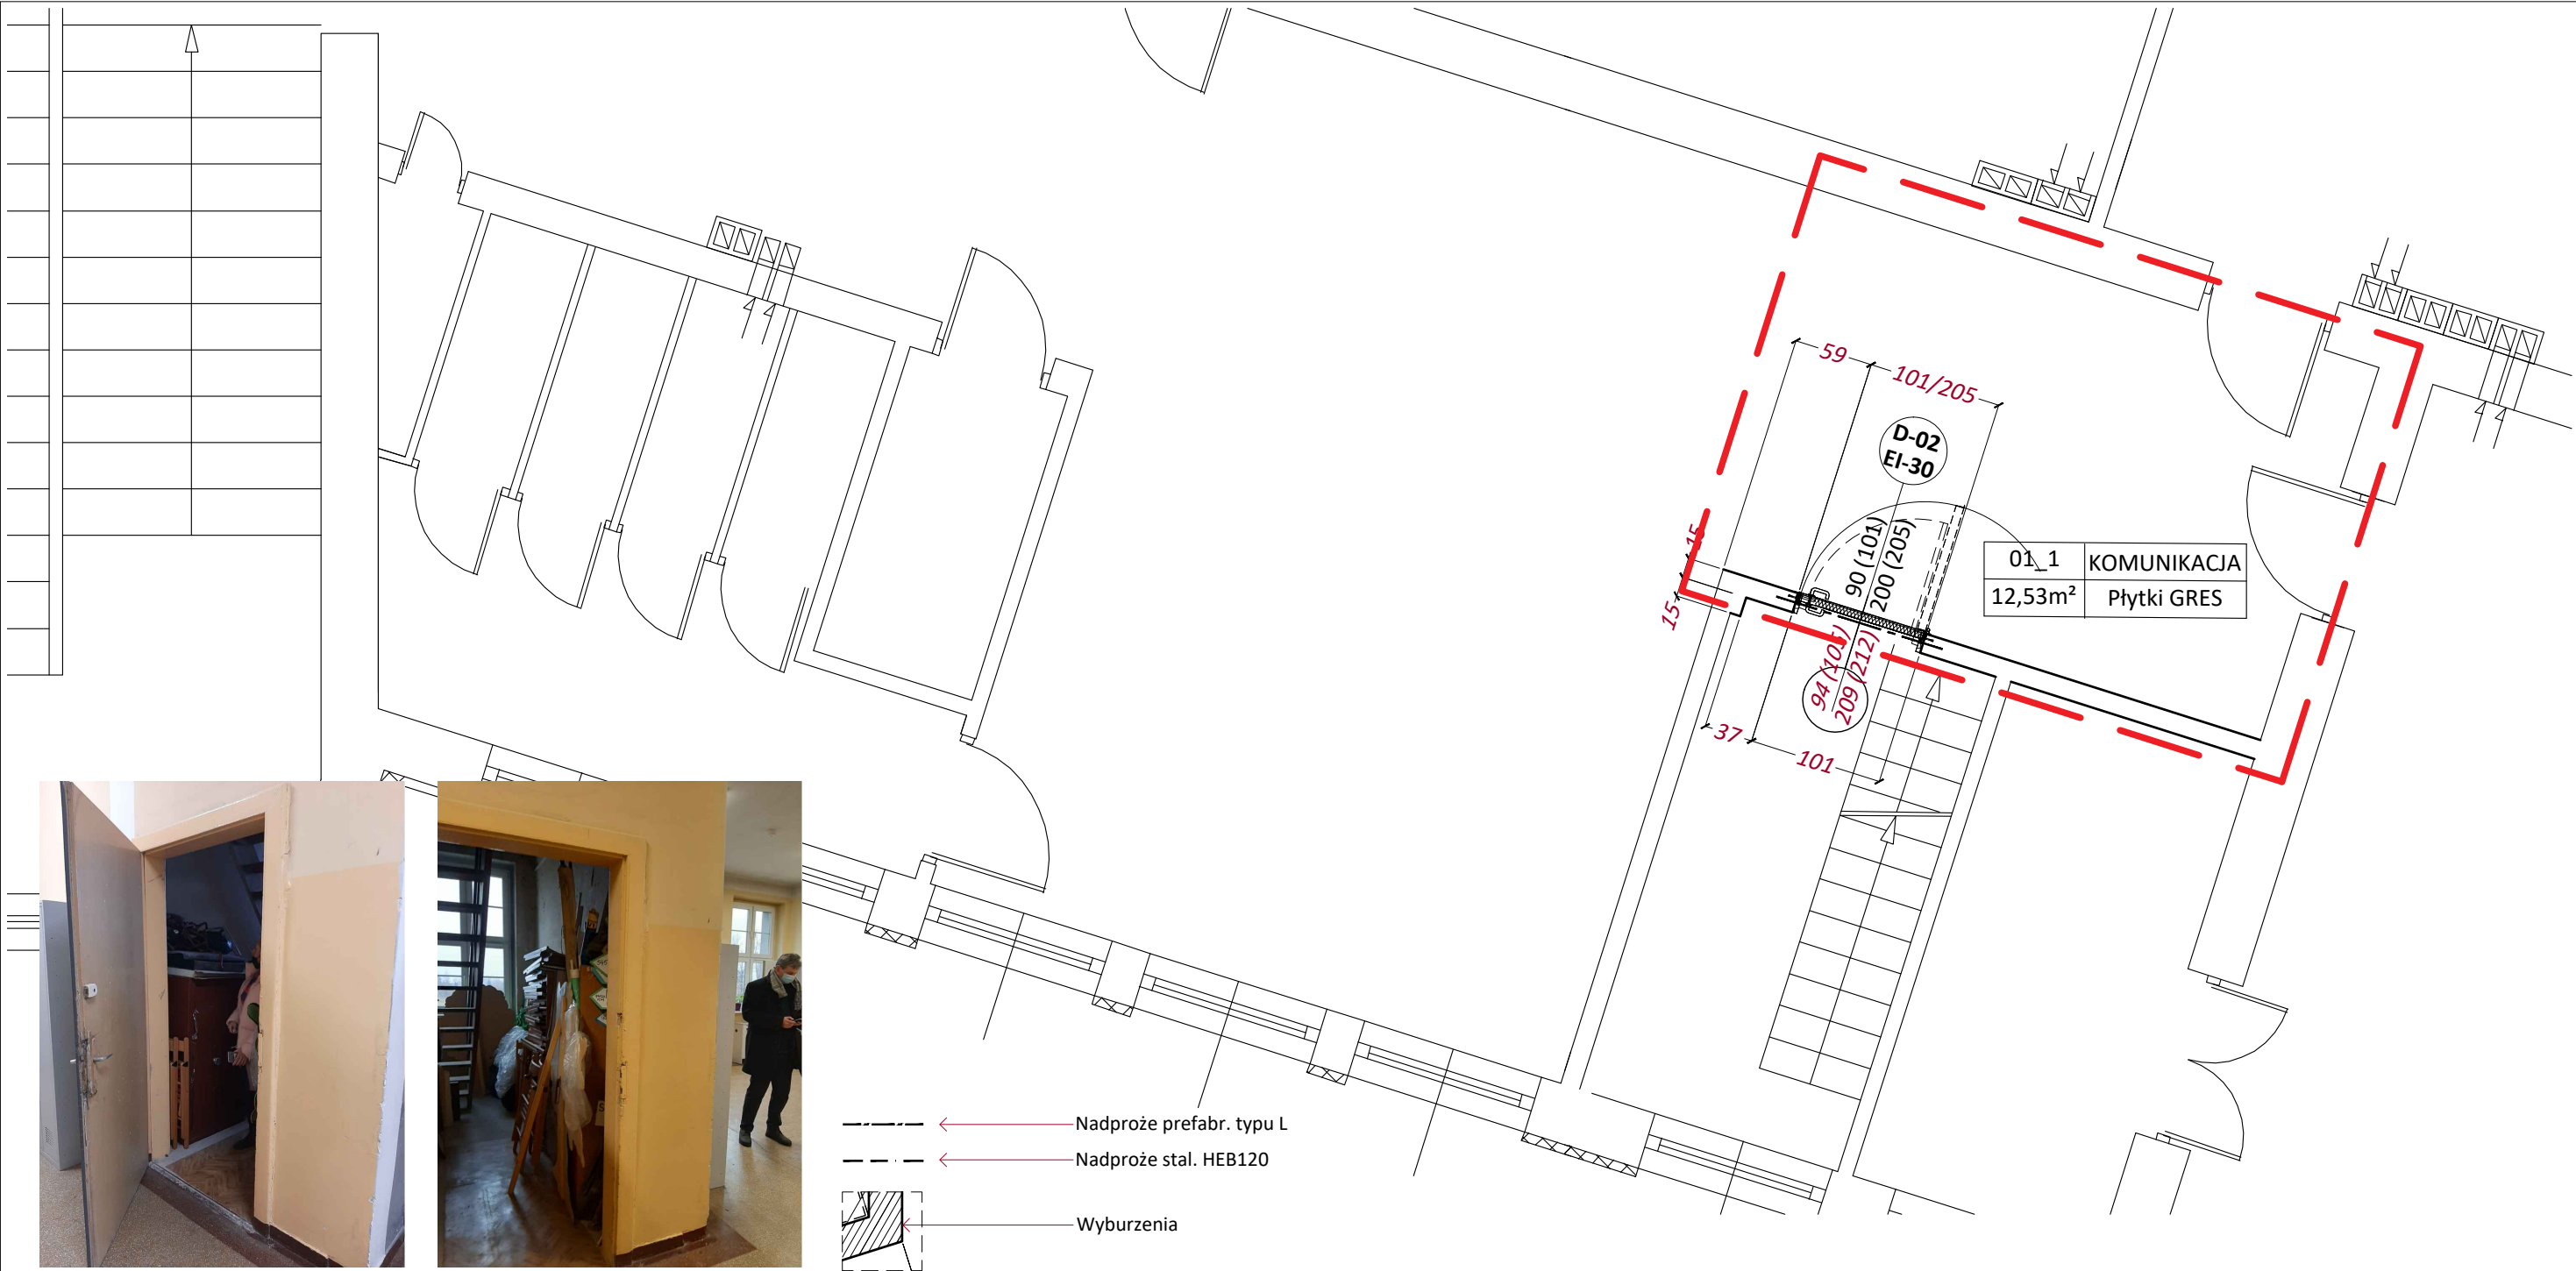 59
101/205
D-02
EI-30
15
15
90 (101)
200 (205)
01_1 KOMUNIKACJA
12,53m² Płytki GRES
94 (105)
209 (212)
37
101
Nadproże prefabr. typu L
Nadproże stal. HEB120
Wyburzenia